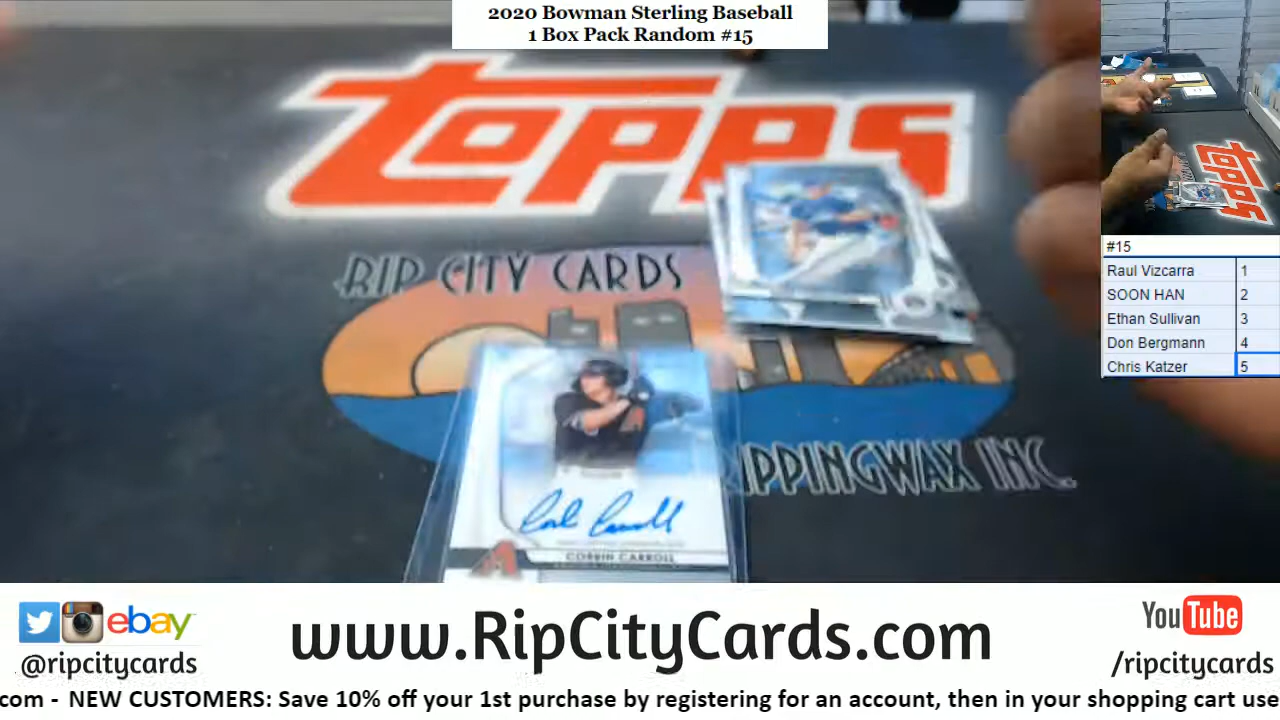 2020 Bowman Sterling Baseball
1 Box Pack Random #15
TOPPS
RIP CITY CARDS
RIPPINGWAX INC.
CORBIN CARROLL
#15
Raul Vizcarra 1
SOON HAN 2
Ethan Sullivan 3
Don Bergmann 4
Chris Katzer 5
ebay
@ripcitycards
www.RipCityCards.com
YouTube
/ripcitycards
com - NEW CUSTOMERS: Save 10% off your 1st purchase by registering for an account, then in your shopping cart use